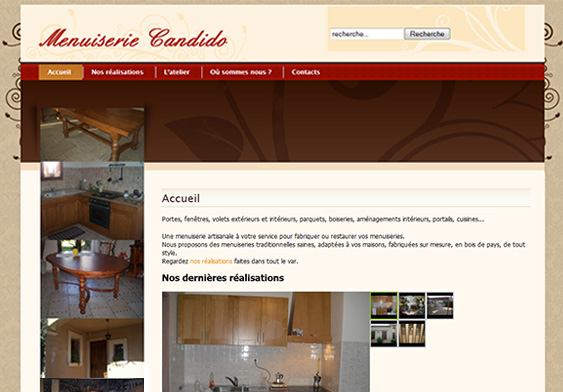 Menuiserie Candido
recherche...
Recherche
Accueil
Nos réalisations
L'atelier
Où sommes nous ?
Contacts
Accueil
Portes, fenêtres, volets extérieurs et intérieurs, parquets, boiseries, aménagements intérieurs, portails, cuisines...
Une menuiserie artisanale à votre service pour fabriquer ou restaurer vos menuiseries.
Nous proposons des menuiseries traditionnelles saines, adaptées à vos maisons, fabriquées sur mesure, en bois de pays, de tout
style.
Regardez nos réalisations faites dans tout le var.
Nos dernières réalisations